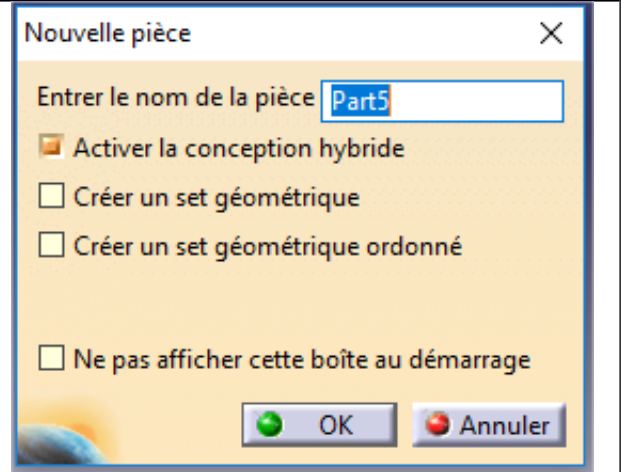 Nouvelle pièce
Entrer le nom de la pièce Part5
Activer la conception hybride
Créer un set géométrique
Créer un set géométrique ordonné
Ne pas afficher cette boîte au démarrage
OK Annuler